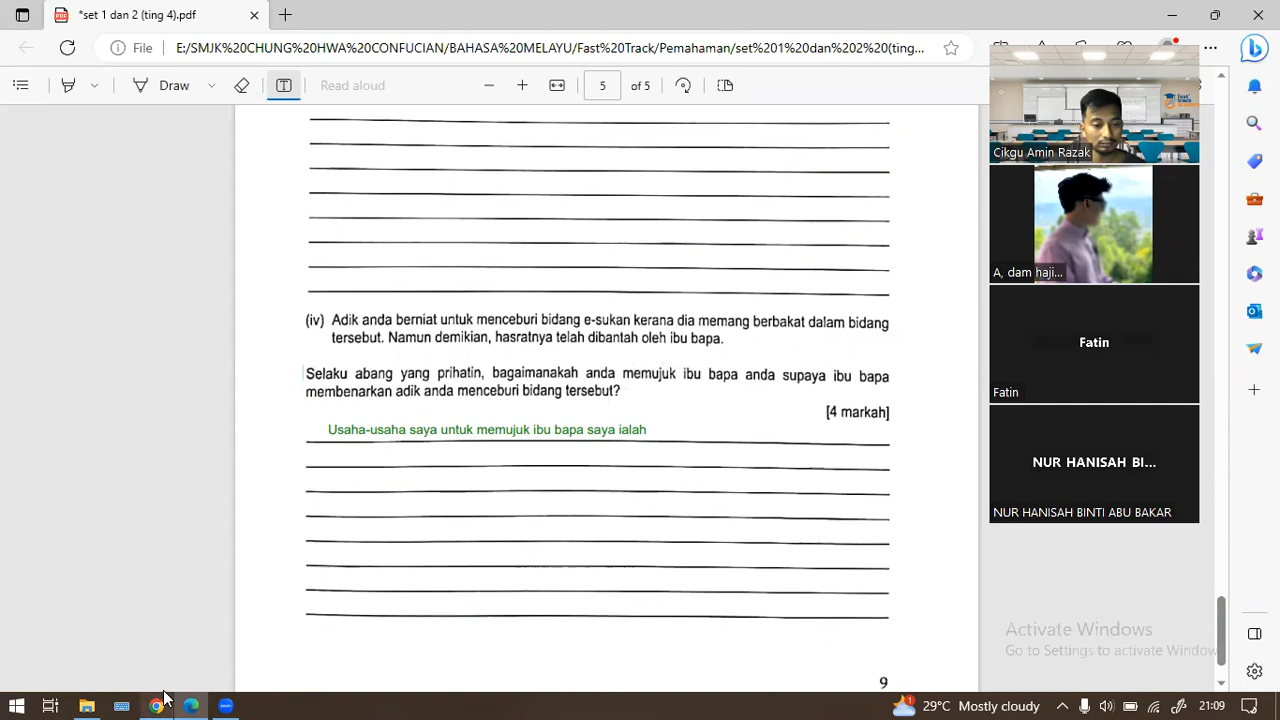 *set 1 dan 2 (ting 4).pdf
File
E:/SMJK%20CHUNG%20HWA%20CONFUCIAN/BAHASA%20MELAYU/Fast%20Track/Pemahaman/set%201%20dan%202%20(ting...
Draw
Read aloud
5
of 5
(iv) Adik anda berniat untuk menceburi bidang e-sukan kerana dia memang berbakat dalam bidang
tersebut. Namun demikian, hasratnya telah dibantah oleh ibu bapa.
Selaku abang yang prihatin, bagaimanakah anda memujuk ibu bapa anda supaya ibu bapa
membenarkan adik anda menceburi bidang tersebut?
[4 markah]
Usaha-usaha saya untuk memujuk ibu bapa saya ialah
9
Cikgu Amin Razak
A, dam haji...
Fatin
Fatin
NUR HANISAH BI...
NUR HANISAH BINTI ABU BAKAR
Activate Windows
Go to Settings to activate Window
1
29°C Mostly cloudy
21:09